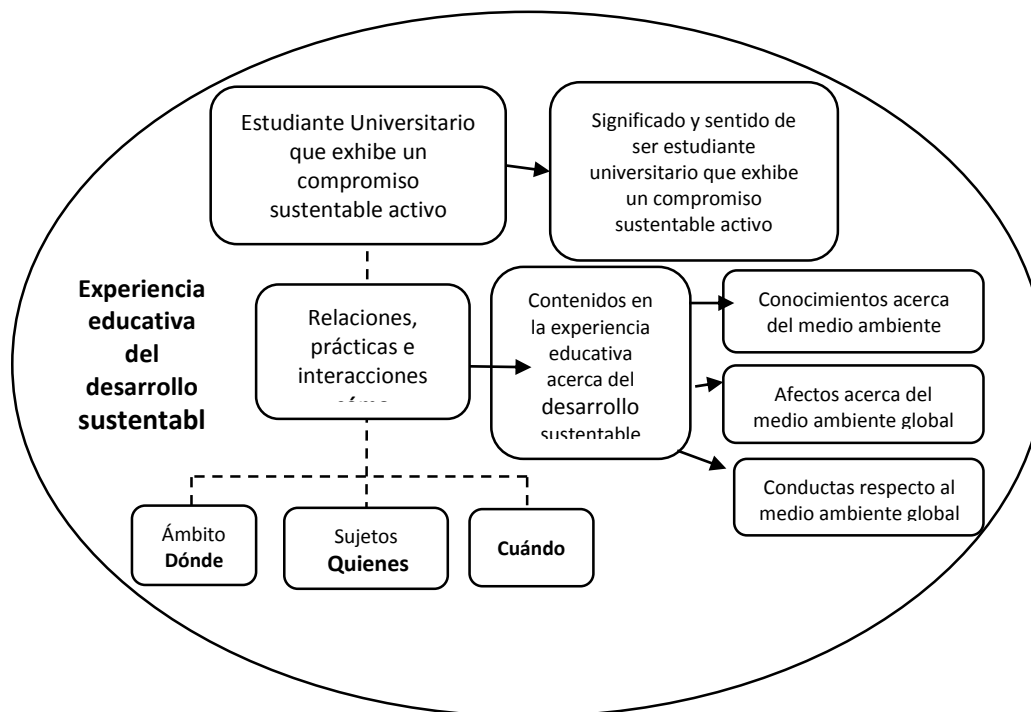 Estudiante Universitario
que exhibe un
compromiso
sustentable activo
Significado y sentido de
ser estudiante
universitario que exhibe
un compromiso
sustentable activo
Experiencia
educativa
del
desarrollo
sustentabl
Relaciones,
prácticas e
interacciones
Contenidos en
la experiencia
educativa
acerca del
desarrollo
sustentable
Conocimientos acerca
del medio ambiente
Afectos acerca del
medio ambiente global
Conductas respecto al
medio ambiente global
Ámbito
Dónde
Sujetos
Quienes
Cuándo